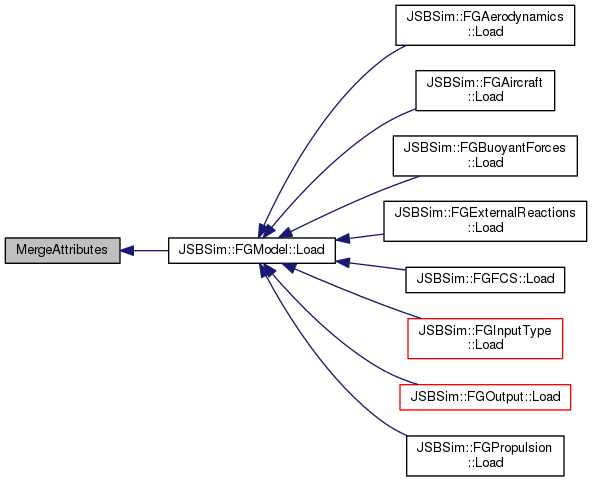 MergeAttributes
JSBSim::FGModel::Load
JSBSim::FGAerodynamics
::Load
JSBSim::FGAircraft
::Load
JSBSim::FGBuoyantForces
::Load
JSBSim::FGExternalReactions
::Load
JSBSim::FGFCS::Load
JSBSim::FGInputType
::Load
JSBSim::FGOutput::Load
JSBSim::FGPropulsion
::Load